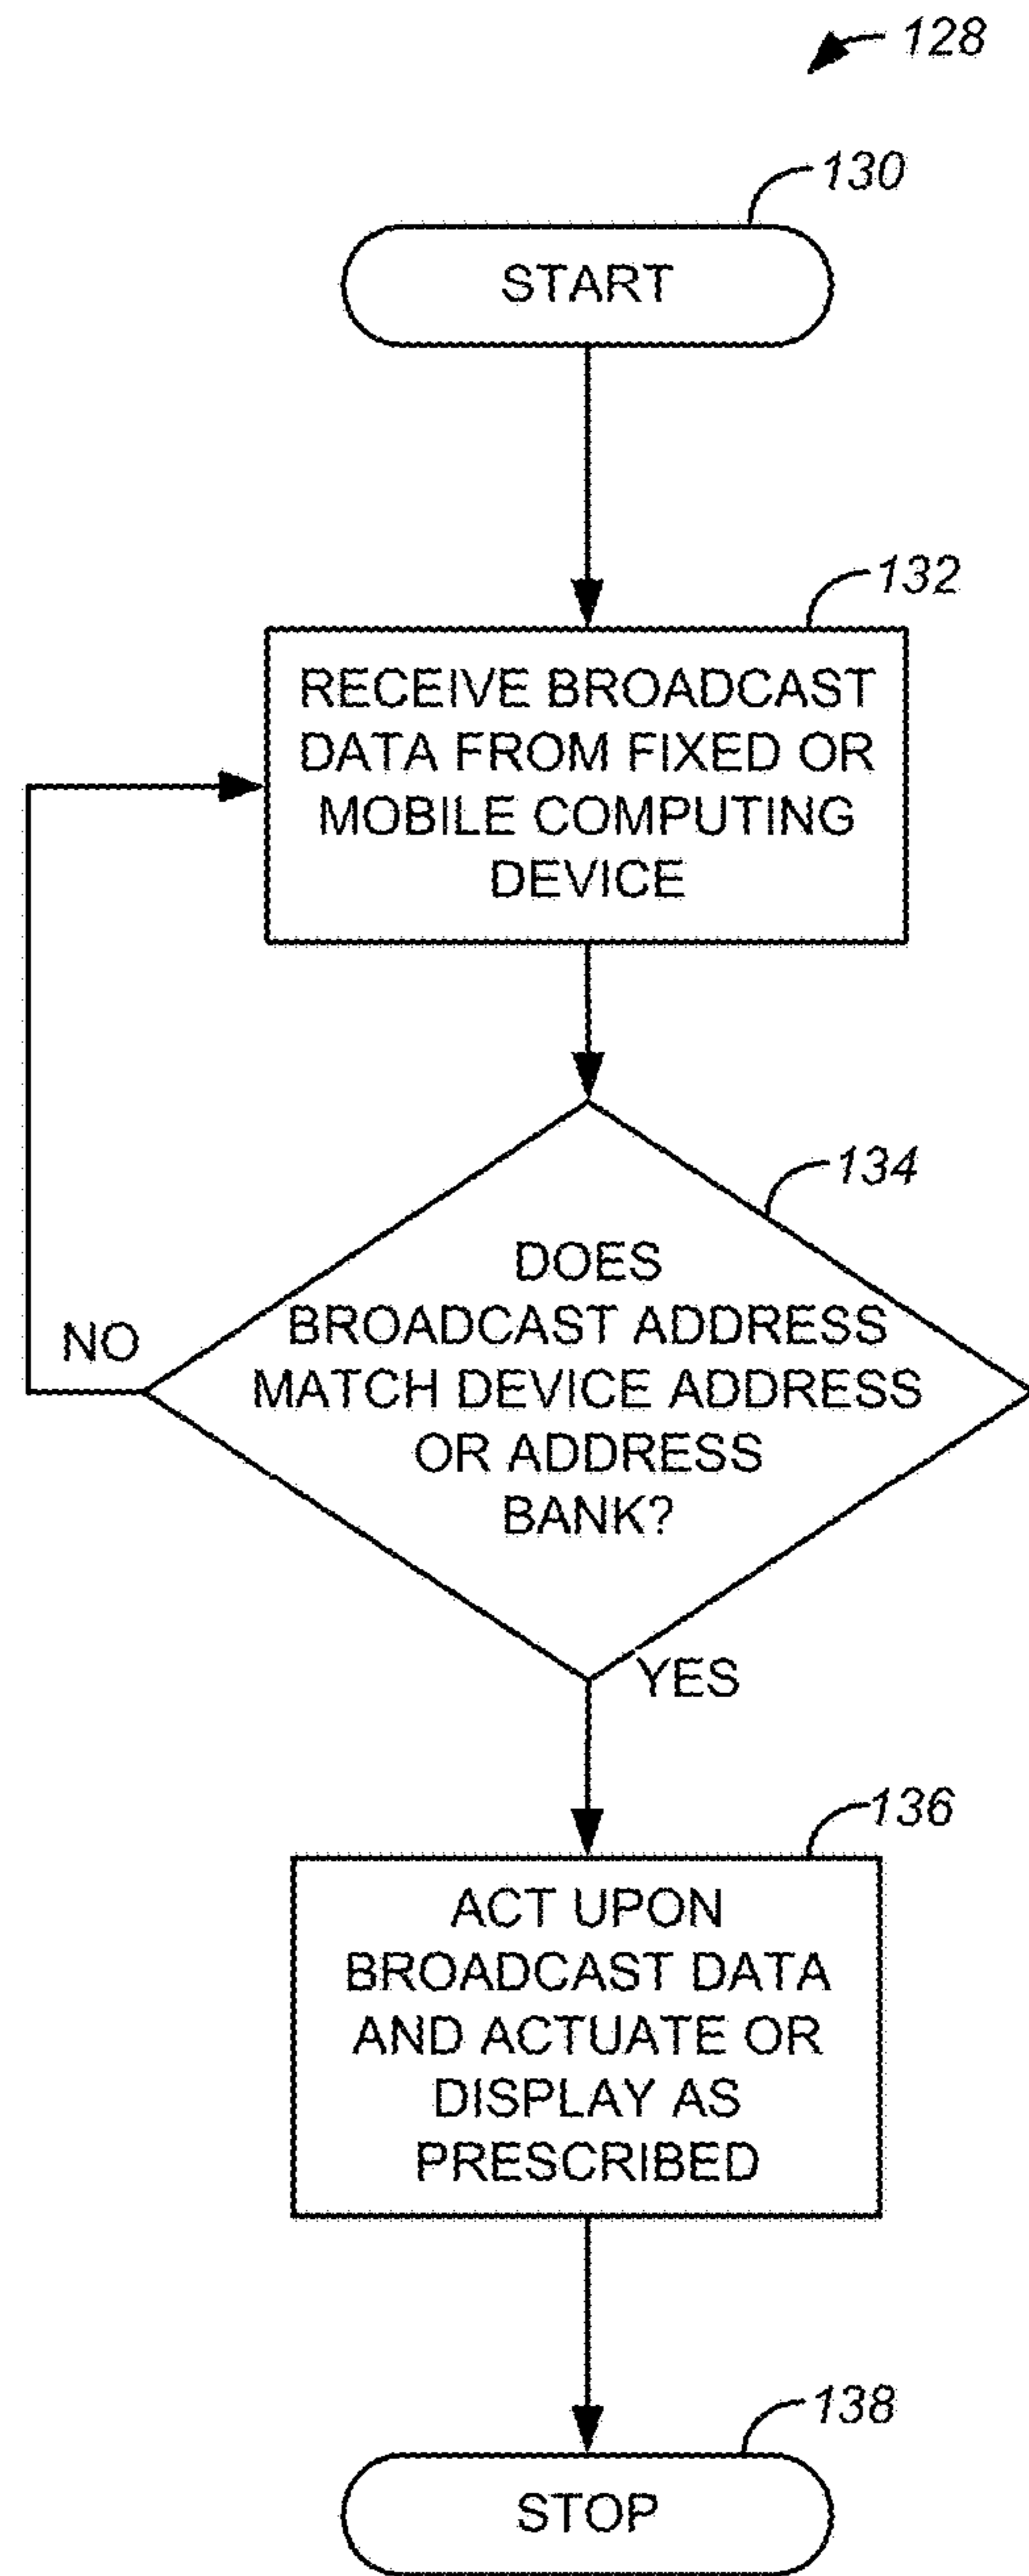 128
130
START
132
RECEIVE BROADCAST
DATA FROM FIXED OR
MOBILE COMPUTING
DEVICE
134
DOES
BROADCAST ADDRESS
MATCH DEVICE ADDRESS
OR ADDRESS
BANK?
NO
YES
136
ACT UPON
BROADCAST DATA
AND ACTUATE OR
DISPLAY AS
PRESCRIBED
138
STOP